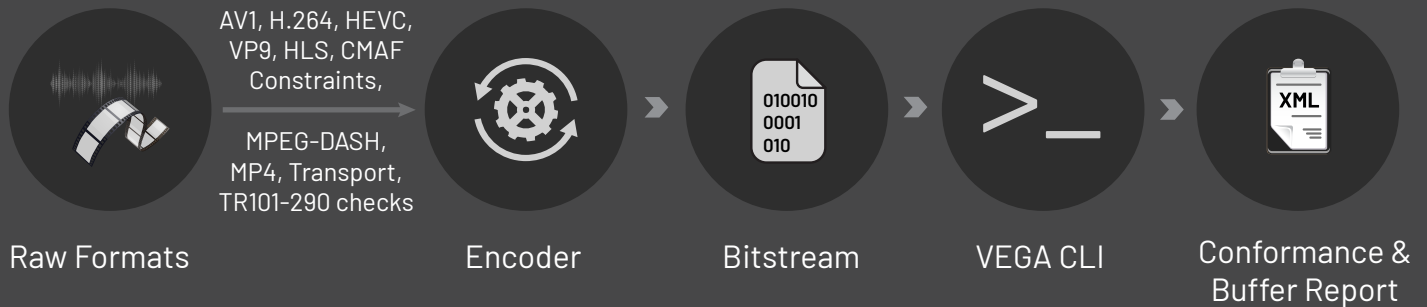 AV1, H.264, HEVC,
VP9, HLS, CMAF
Constraints,
MPEG-DASH,
MP4, Transport,
TR101-290 checks
010010
0001
010
>_
XML
Raw Formats
Encoder
Bitstream
VEGA CLI
Conformance &
Buffer Report